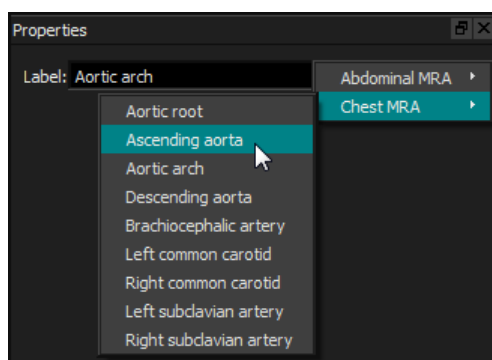 Properties
Label: Aortic arch
Abdominal MRA
Chest MRA
Aortic root
Ascending aorta
Aortic arch
Descending aorta
Brachiocephalic artery
Left common carotid
Right common carotid
Left subclavian artery
Right subclavian artery